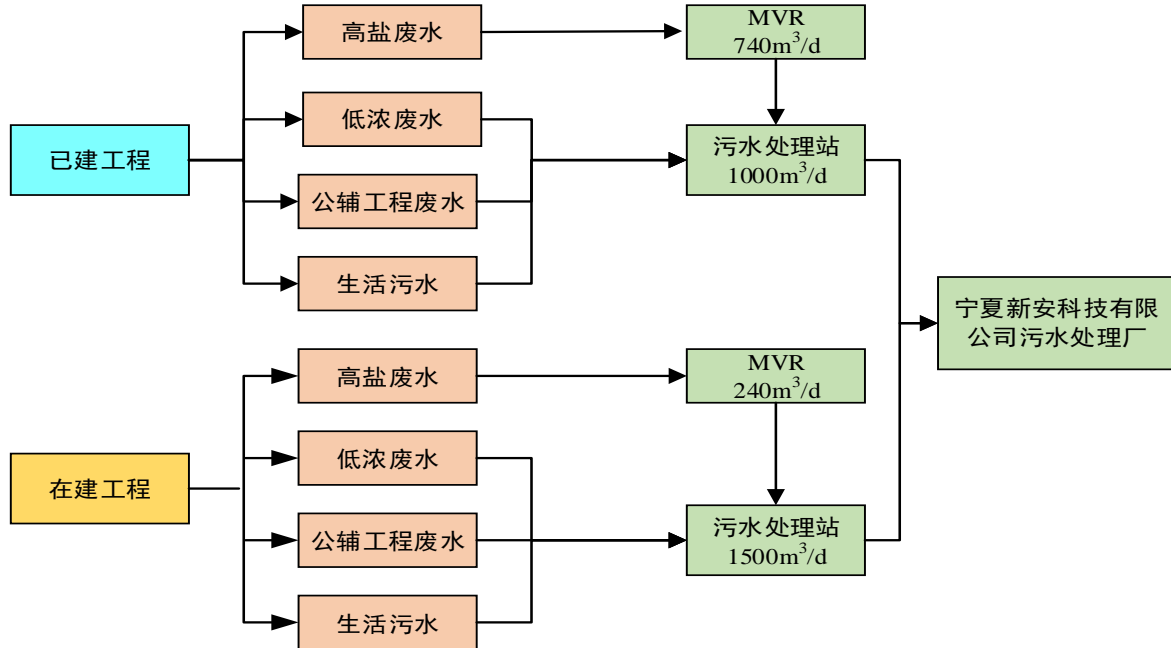 高盐废水
MVR
740m³/d
低浓废水
已建工程
污水处理站
1000m³/d
公辅工程废水
生活污水
宁夏新安科技有限
公司污水处理厂
高盐废水
MVR
240m³/d
低浓废水
在建工程
公辅工程废水
污水处理站
1500m³/d
生活污水